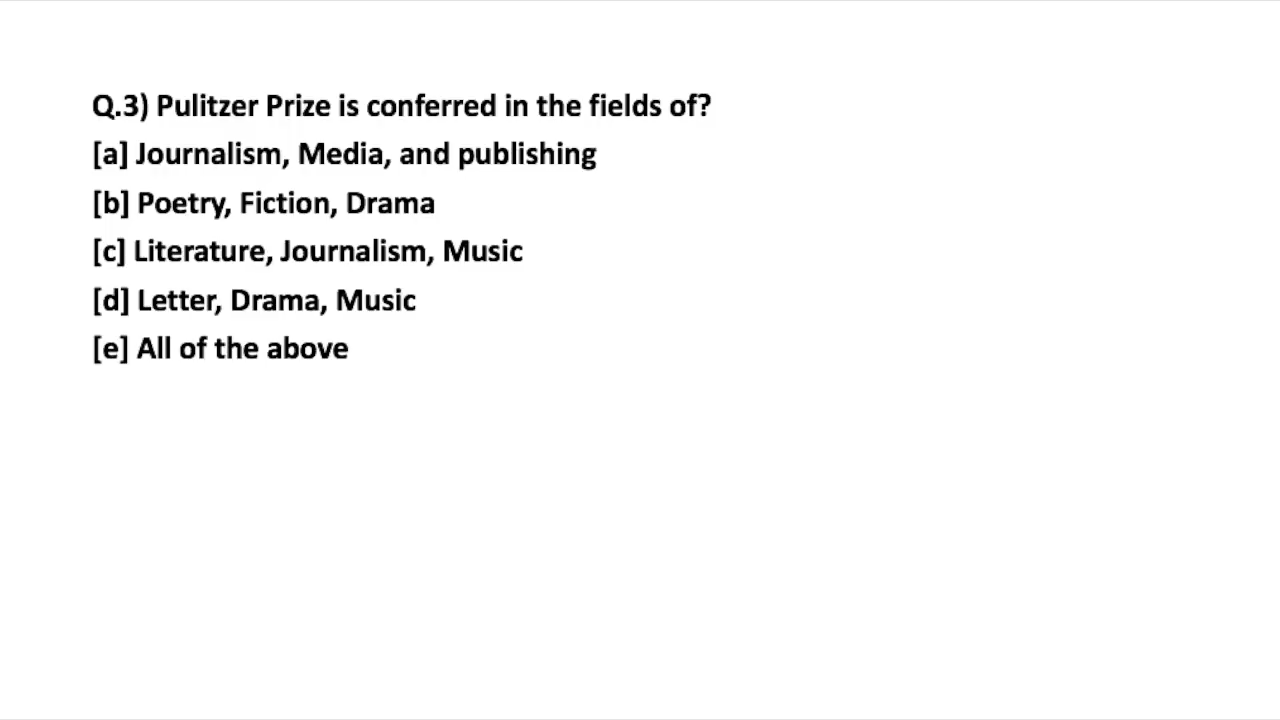 Q.3) Pulitzer Prize is conferred in the fields of?
[a] Journalism, Media, and publishing
[b] Poetry, Fiction, Drama
[c] Literature, Journalism, Music
[d] Letter, Drama, Music
[e] All of the above